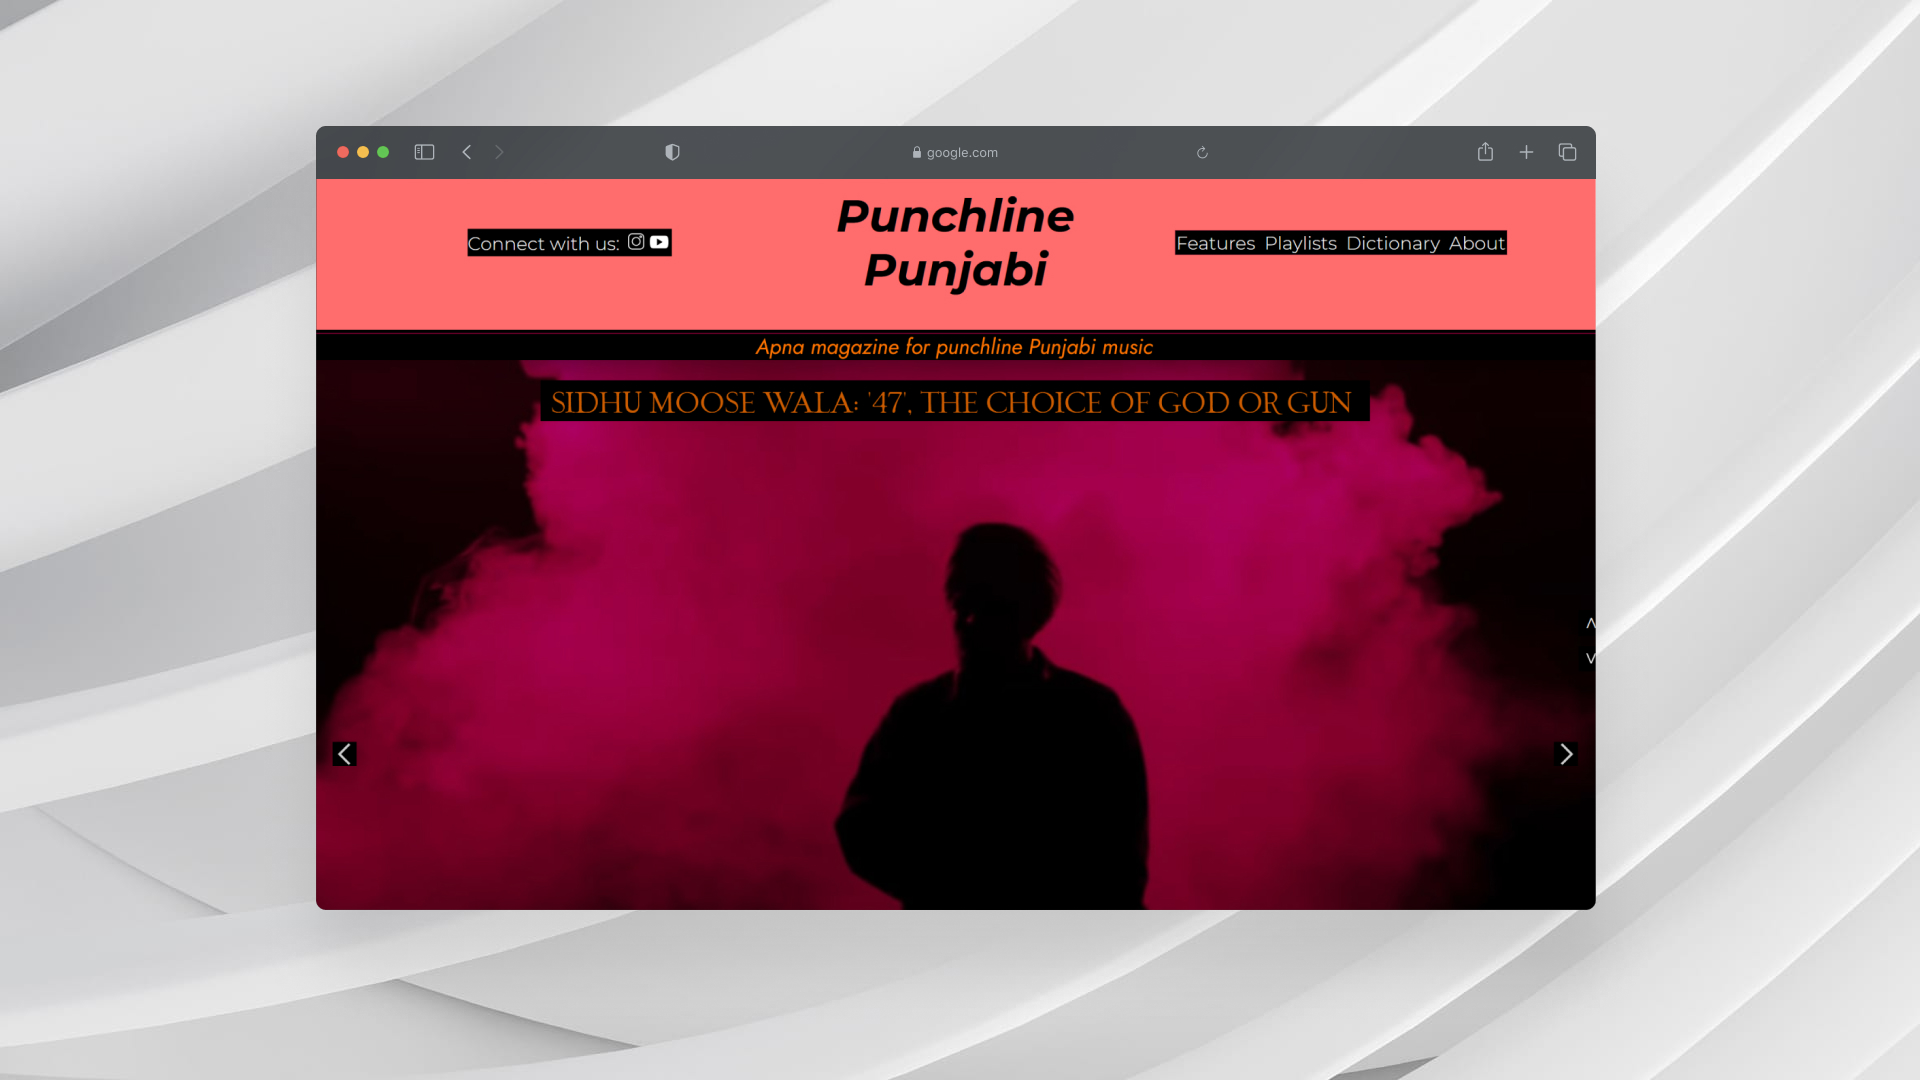 google.com
Punchline
Punjabi
Connect with us:
Features Playlists Dictionary About
Apna magazine for punchline Punjabi music
SIDHU MOOSE WALA: '47', THE CHOICE OF GOD OR GUN